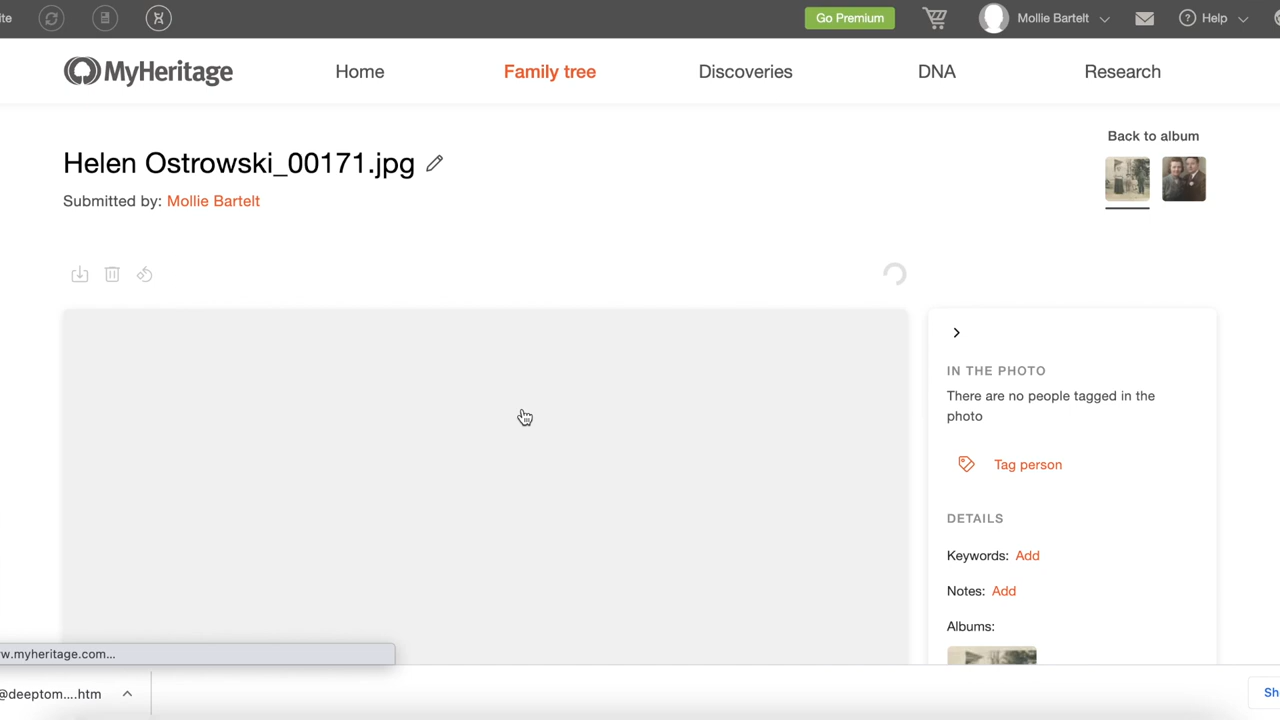 ite
Go Premium
Mollie Bartelt
Help
MyHeritage
Home
Family tree
Discoveries
DNA
Research
Back to album
Helen Ostrowski_00171.jpg
Submitted by: Mollie Bartelt
IN THE PHOTO
There are no people tagged in the
photo
Tag person
DETAILS
Keywords: Add
Notes: Add
Albums:
w.myheritage.com...
@deeptom....htm
Sh